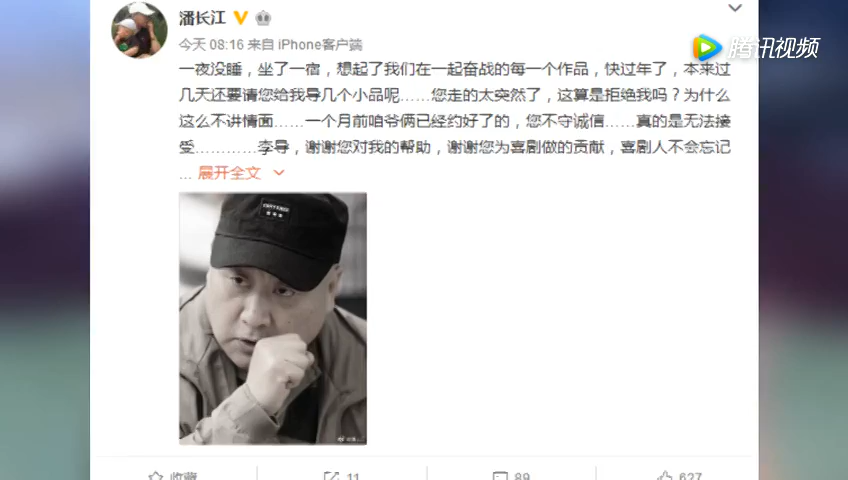 潘长江
今天 08:16 来自 iPhone客户端
腾讯视频
一夜没睡，坐了一宿，想起了我们在一起奋战的每一个作品，快过年了，本来过
几天还要请您给我导几个小品呢……您走的太突然了，这算是拒绝我吗？为什么
这么不讲情面……一个月前咱爷俩已经约好了的，您不守诚信……真的是无法接
受…………李导，谢谢您对我的帮助，谢谢您为喜剧做的贡献，喜剧人不会忘记
... 展开全文
收藏
11
89
627